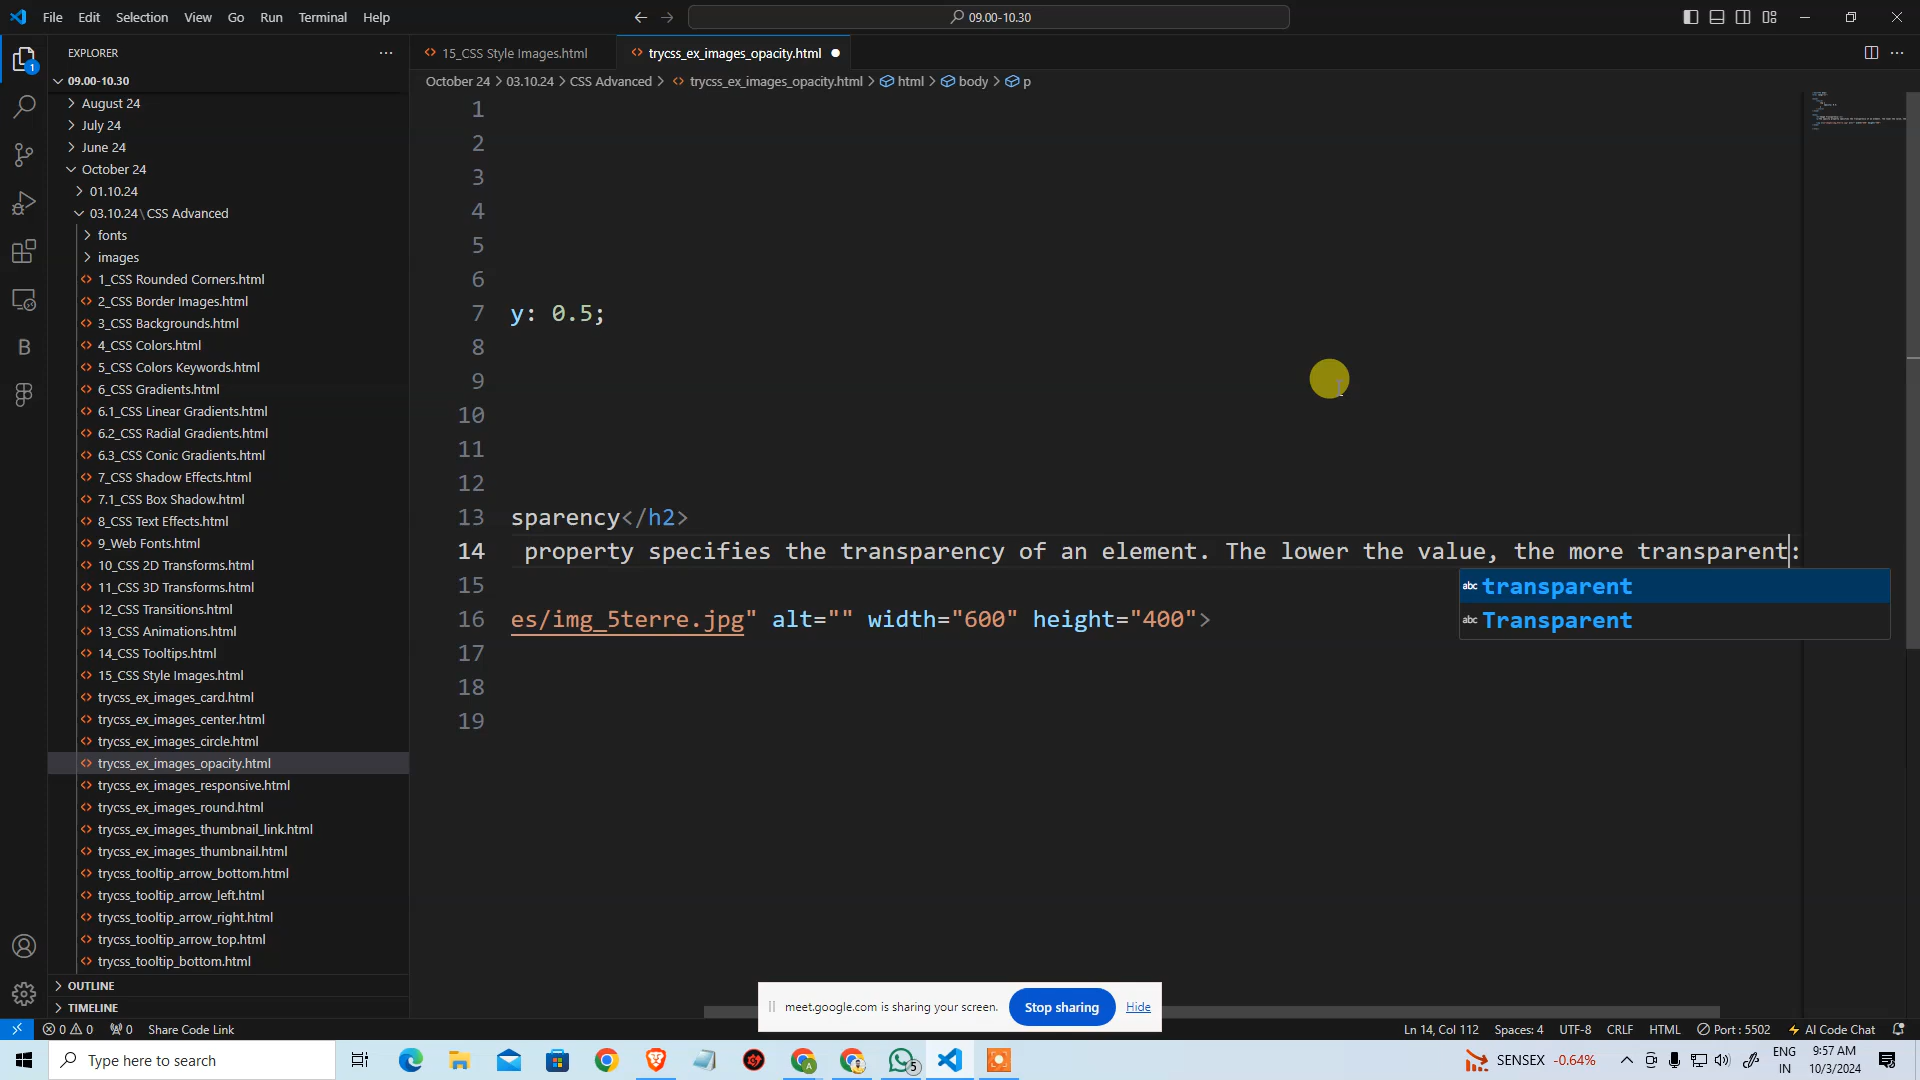 File Edit Selection View Go Run Terminal Help
09.00-10.30
EXPLORER
15_CSS Style Images.html
trycss_ex_images_opacity.html
October 24 > 03.10.24 > CSS Advanced > trycss_ex_images_opacity.html > html > body > p
09.00-10.30
August 24
July 24
June 24
October 24
01.10.24
03.10.24\CSS Advanced
fonts
images
1_CSS Rounded Corners.html
2_CSS Border Images.html
3_CSS Backgrounds.html
4_CSS Colors.html
5_CSS Colors Keywords.html
6_CSS Gradients.html
6.1_CSS Linear Gradients.html
6.2_CSS Radial Gradients.html
6.3_CSS Conic Gradients.html
7_CSS Shadow Effects.html
7.1_CSS Box Shadow.html
8_CSS Text Effects.html
9_Web Fonts.html
10_CSS 2D Transforms.html
11_CSS 3D Transforms.html
12_CSS Transitions.html
13_CSS Animations.html
14_CSS Tooltips.html
15_CSS Style Images.html
trycss_ex_images_card.html
trycss_ex_images_center.html
trycss_ex_images_circle.html
trycss_ex_images_opacity.html
trycss_ex_images_responsive.html
trycss_ex_images_round.html
trycss_ex_images_thumbnail_link.html
trycss_ex_images_thumbnail.html
trycss_tooltip_arrow_bottom.html
trycss_tooltip_arrow_left.html
trycss_tooltip_arrow_right.html
trycss_tooltip_arrow_top.html
trycss_tooltip_bottom.html
OUTLINE
TIMELINE
1
2
3
4
5
6
7 y: 0.5;
8
9
10
11
12
13 sparency</h2>
14 property specifies the transparency of an element. The lower the value, the more transparent:
15
16 es/img_5terre.jpg" alt="" width="600" height="400">
17
18
19
abc transparent
abc Transparent
meet.google.com is sharing your screen. Stop sharing Hide
0 0 0 Share Code Link
Ln 14, Col 112 Spaces: 4 UTF-8 CRLF HTML Port : 5502 AI Code Chat
Type here to search
5
SENSEX -0.64%
ENG
IN
9:57 AM
10/3/2024